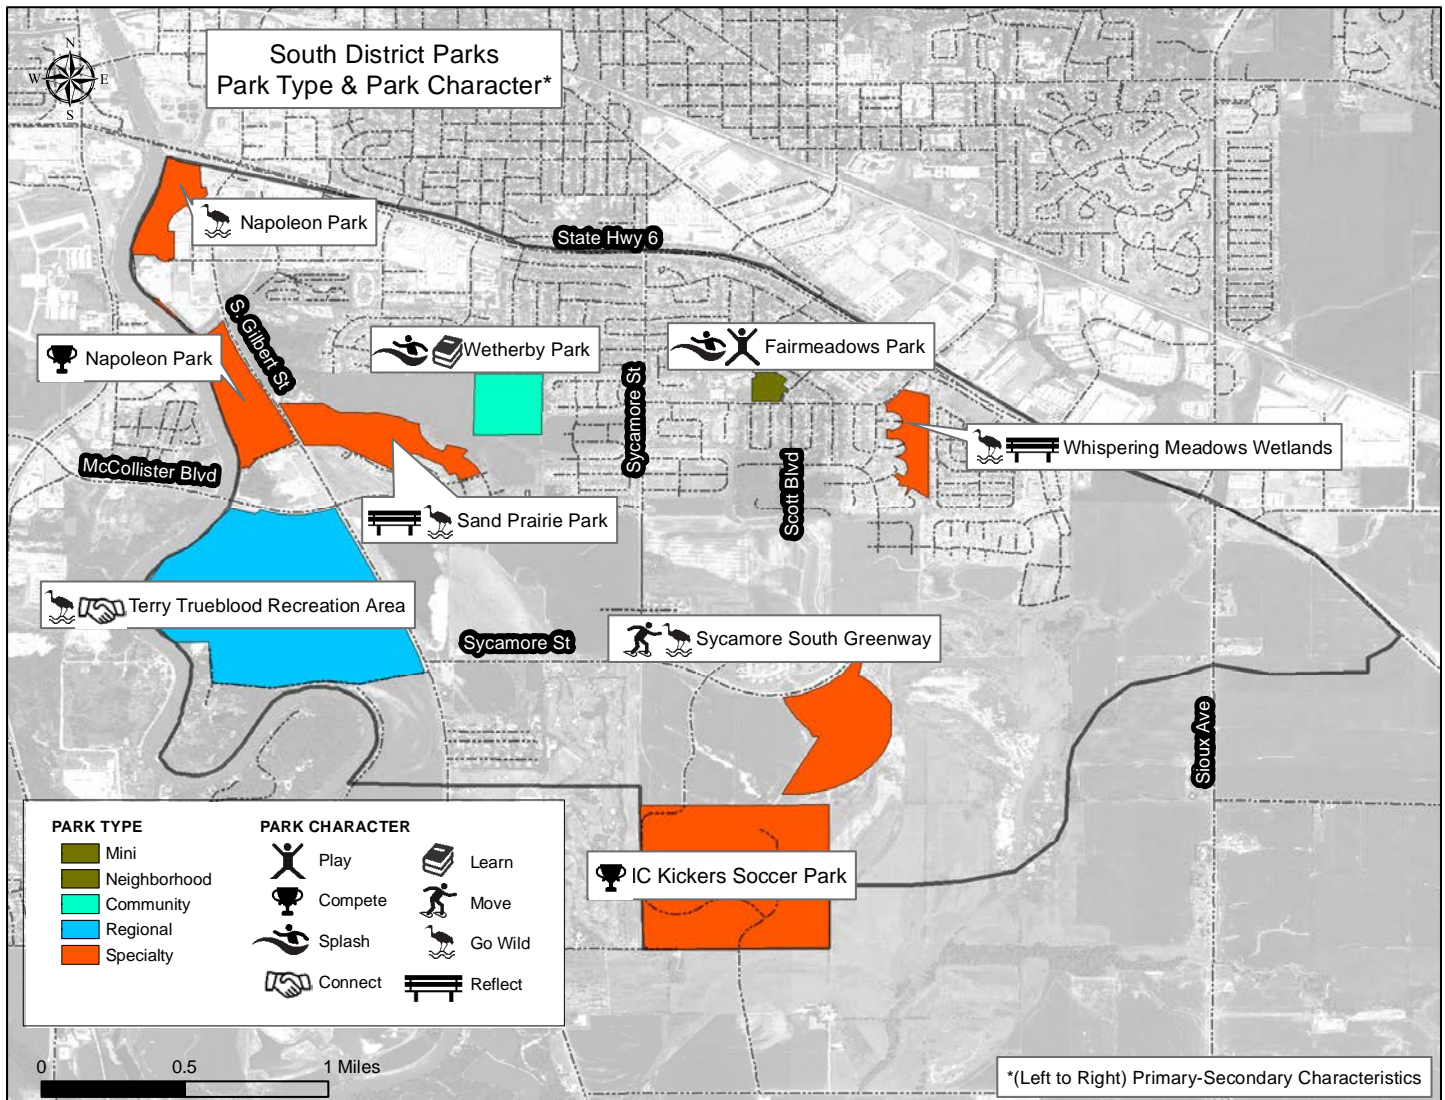 South District Parks
Park Type & Park Character*
N
W E
S
Napoleon Park
State Hwy 6
S. Gilbert St
Napoleon Park
Wetherby Park
Fairmeadows Park
Sycamore St
Whispering Meadows Wetlands
McCollister Blvd
Scott Blvd
Sand Prairie Park
Terry Trueblood Recreation Area
Sycamore St
Sycamore South Greenway
Sioux Ave
IC Kickers Soccer Park
PARK TYPE
Mini
Neighborhood
Community
Regional
Specialty
PARK CHARACTER
Play
Compete
Splash
Connect
Learn
Move
Go Wild
Reflect
0 0.5 1 Miles
*(Left to Right) Primary-Secondary Characteristics